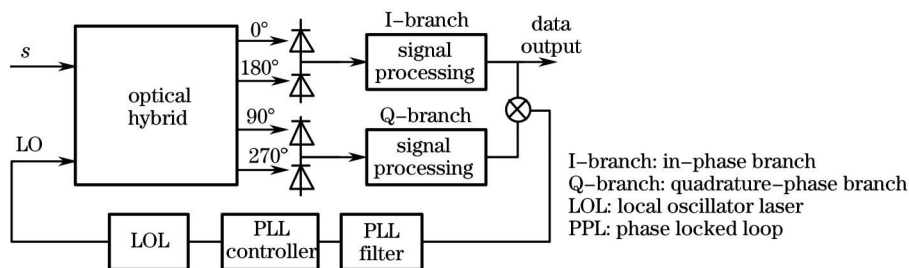 I-branch
data
output
s
0°
signal
processing
180°
optical
hybrid
90°
Q-branch
LO
270°
signal
processing
I-branch: in-phase branch
Q-branch: quadrature-phase branch
LOL: local oscillator laser
PPL: phase locked loop
LOL
PLL
controller
PLL
filter